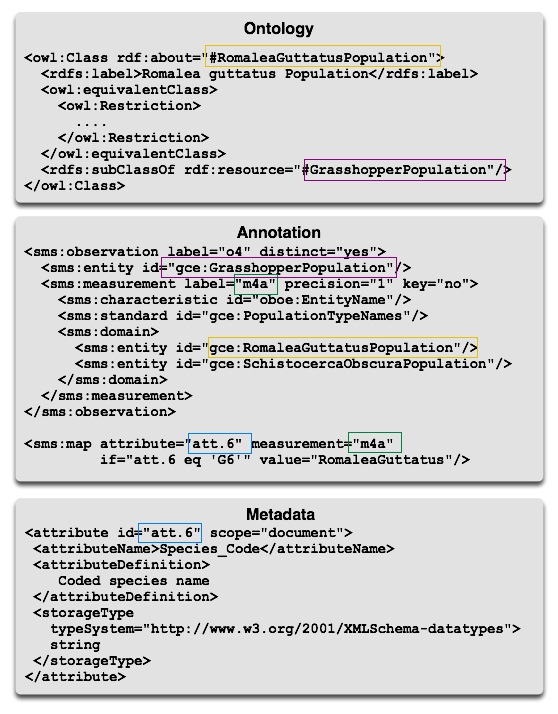 Ontology
<owl:Class rdf:about="#RomaleaGuttatusPopulation">
<rdfs:label>Romalea guttatus Population</rdfs:label>
<owl:equivalentClass>
<owl:Restriction>
....
</owl:Restriction>
</owl:equivalentClass>
<rdfs:subClassOf rdf:resource="#GrasshopperPopulation"/>
</owl:Class>
Annotation
<sms:observation label="o4" distinct="yes">
<sms:entity id="gce:GrasshopperPopulation"/>
<sms:measurement label="m4a" precision="1" key="no">
<sms:characteristic id="oboe:EntityName"/>
<sms:standard id="gce:PopulationTypeNames"/>
<sms:domain>
<sms:entity id="gce:RomaleaGuttatusPopulation"/>
<sms:entity id="gce:SchistocercaObscuraPopulation"/>
</sms:domain>
</sms:measurement>
</sms:observation>
<sms:map attribute="att.6" measurement="m4a"
if="att.6 eq 'G6'" value="RomaleaGuttatus"/>
Metadata
<attribute id="att.6" scope="document">
<attributeName>Species_Code</attributeName>
<attributeDefinition>
Coded species name
</attributeDefinition>
<storageType
typeSystem="http://www.w3.org/2001/XMLSchema-datatypes">
string
</storageType>
</attribute>